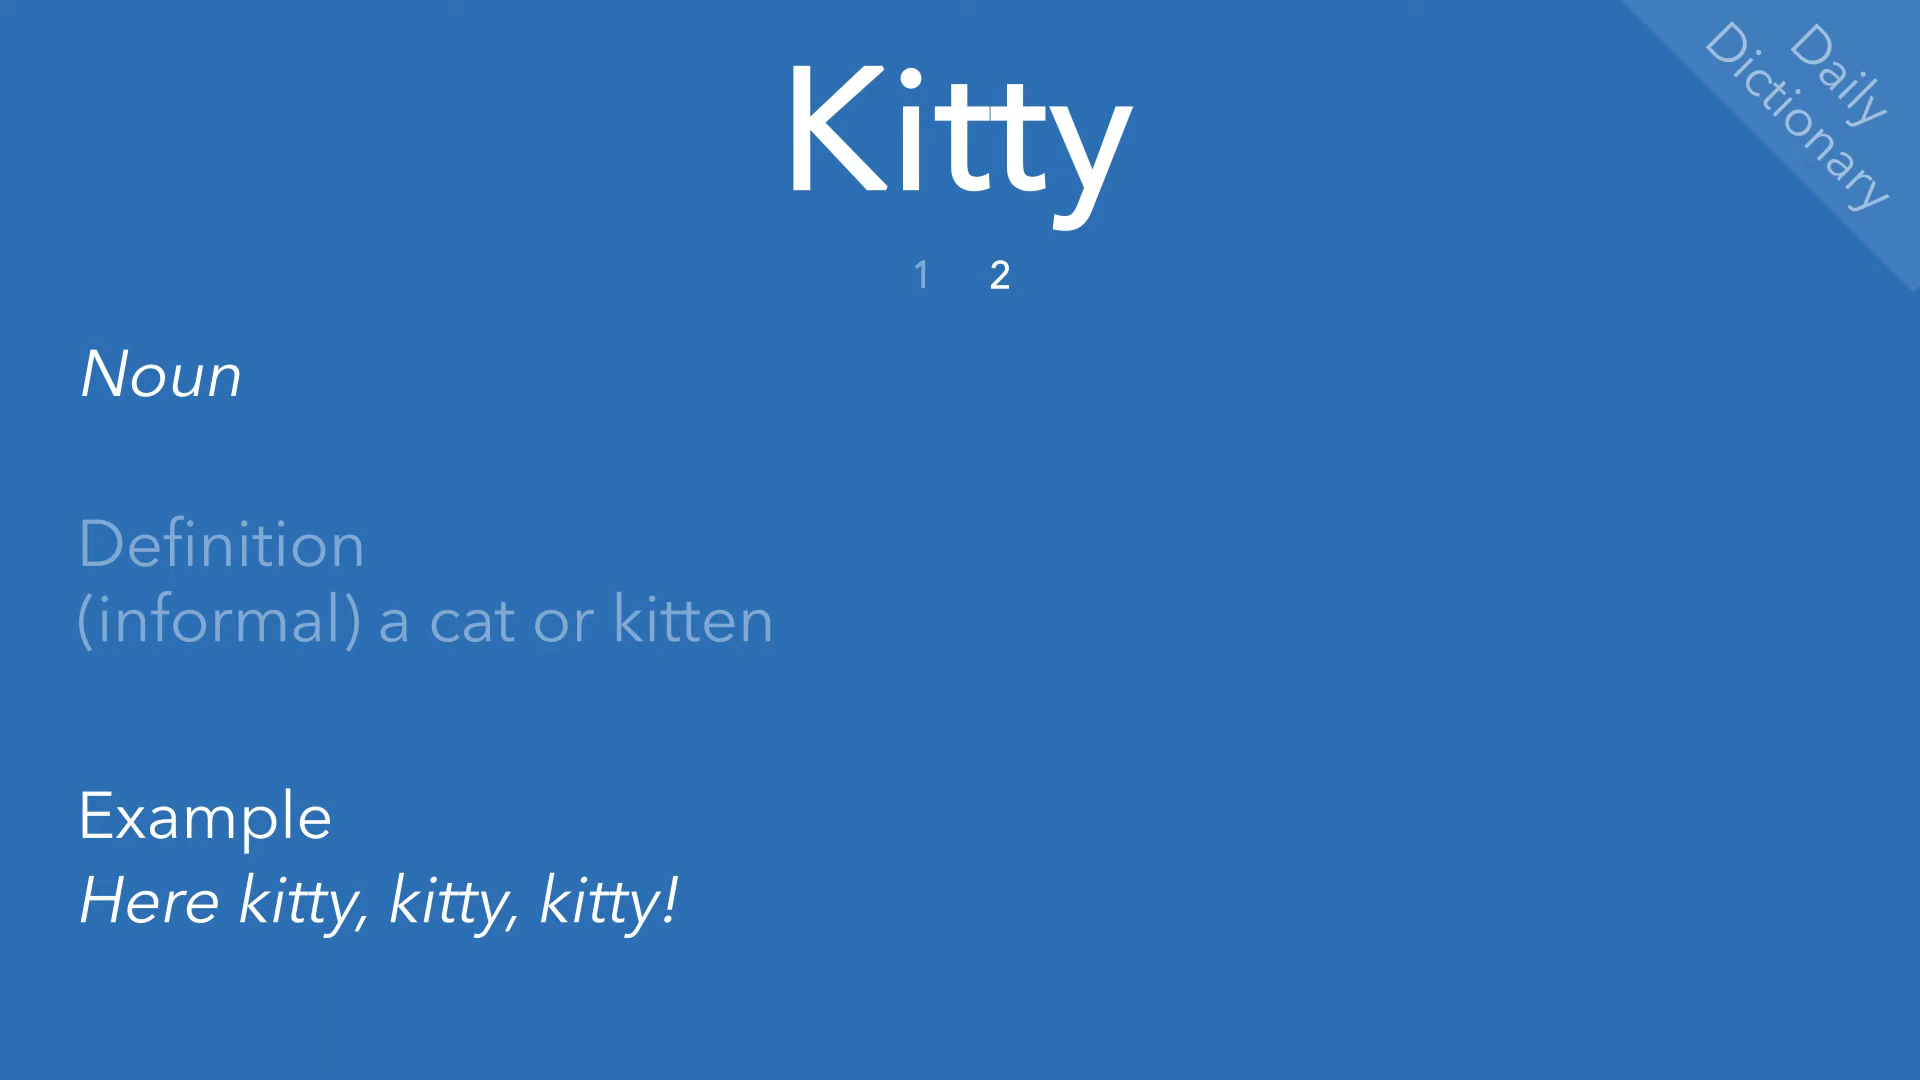 Kitty
Daily
Dictionary
1 2
Noun
Definition
(informal) a cat or kitten
Example
Here kitty, kitty, kitty!